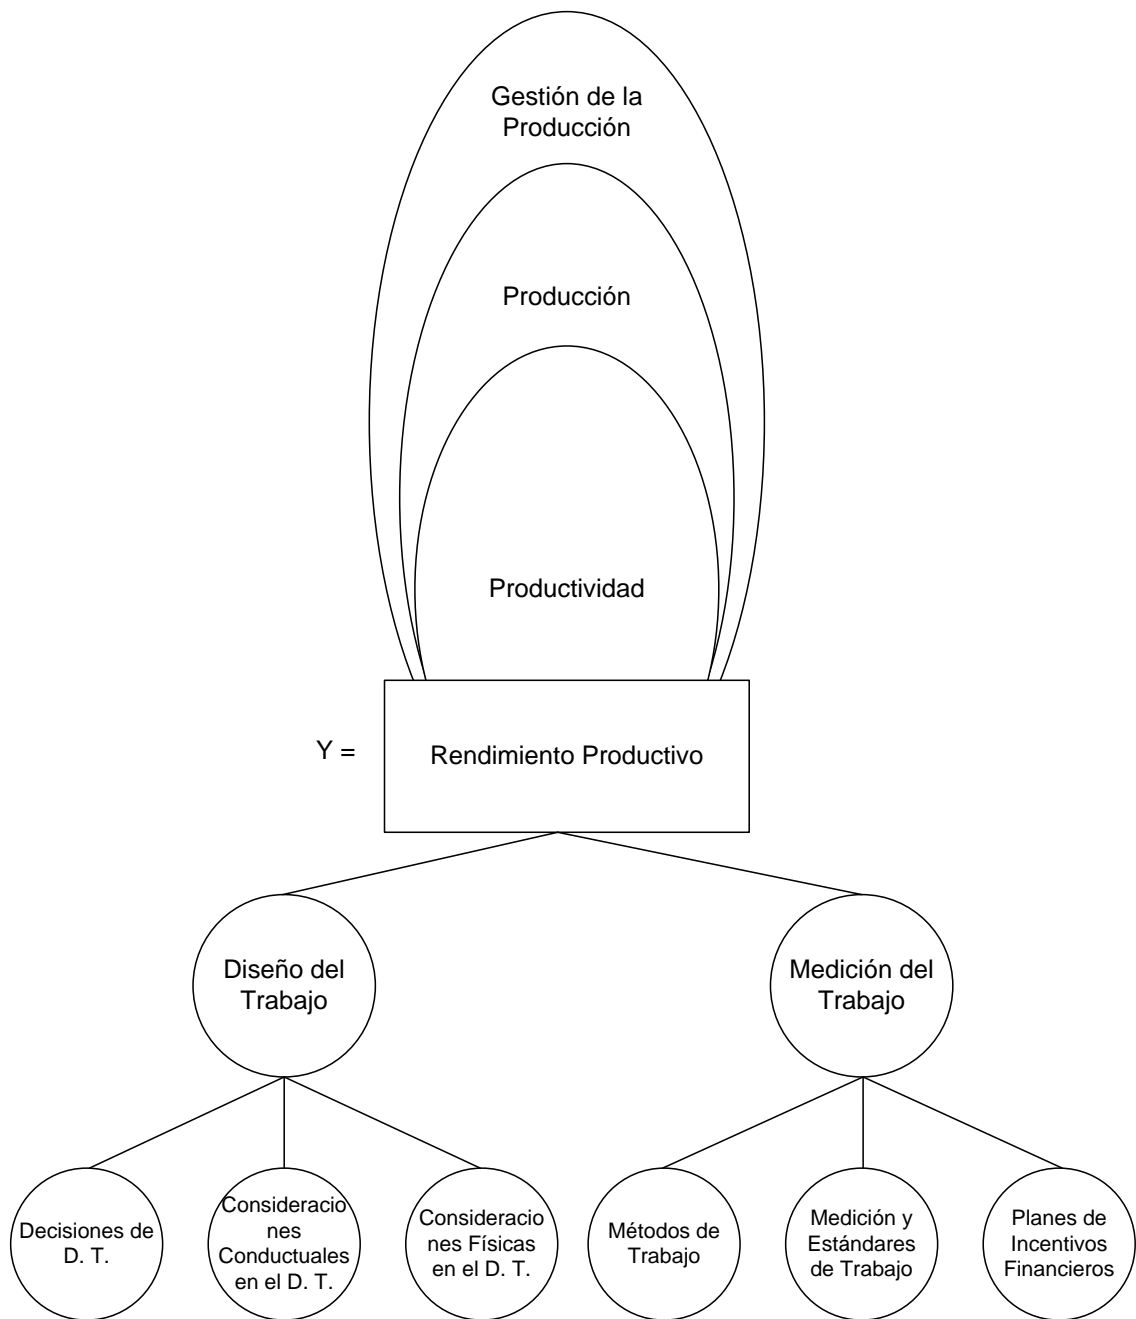 Gestión de la
Producción
Producción
Productividad
Y =
Rendimiento Productivo
Diseño del
Trabajo
Medición del
Trabajo
Decisiones de
D. T.
Consideracio
nes
Conductuales
en el D. T.
Consideracio
nes Físicas
en el D. T.
Métodos de
Trabajo
Medición y
Estándares
de Trabajo
Planes de
Incentivos
Financieros